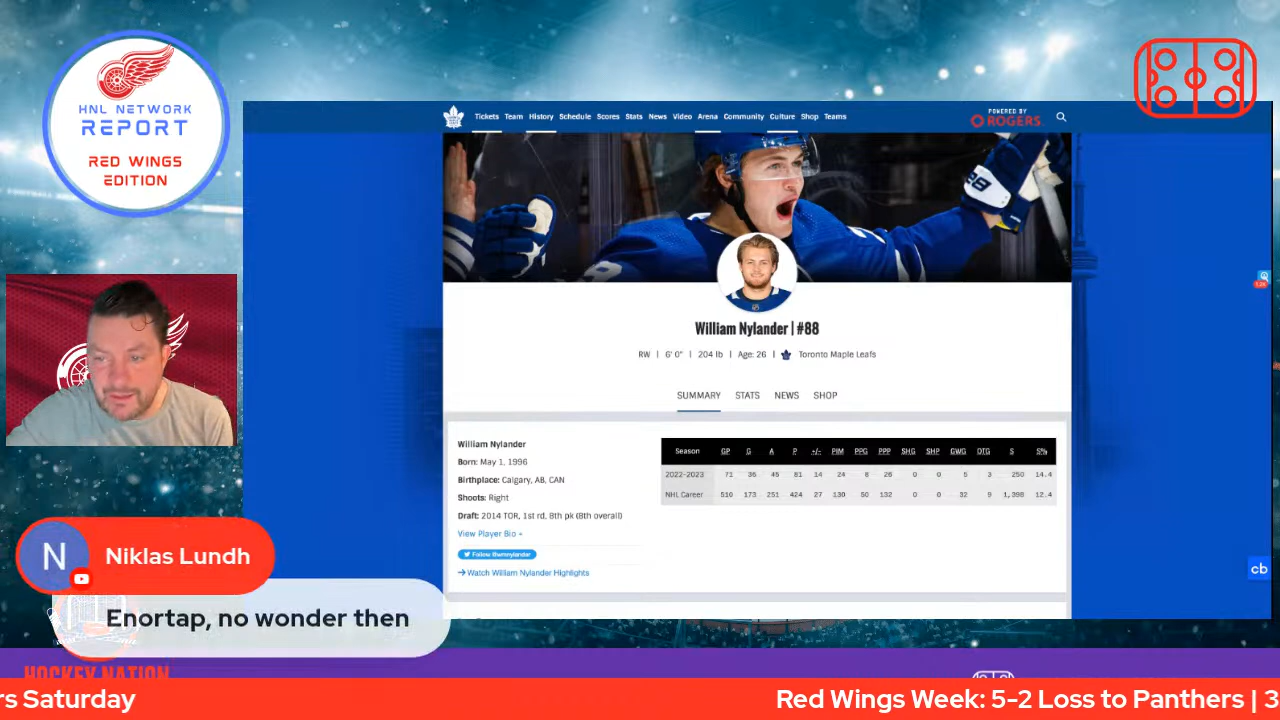 HNL NETWORK
REPORT
RED WINGS
EDITION
Tickets Team History Schedule Scores Stats News Video Arena Community Culture Shop Teams
POWERED BY
ROGERS
William Nylander | #88
RW | 6' 0" | 204 lb | Age: 26 | Toronto Maple Leafs
SUMMARY STATS NEWS SHOP
William Nylander
Born: May 1, 1996
Birthplace: Calgary, AB, CAN
Shoots: Right
Draft: 2014 TOR, 1st rd, 8th pk (8th overall)
View Player Bio
Follow @wmnylander
Watch William Nylander Highlights
Season GP G A P +/- PIM PPG PPP SHG SHP GWG OTG S S%
2022-2023 71 36 45 81 14 24 8 26 0 0 5 3 250 14.4
NHL Career 510 173 251 424 27 130 50 132 0 0 32 9 1,398 12.4
cb
N
Niklas Lundh
Enortap, no wonder then
HOCKEY NATION
rs Saturday
Red Wings Week: 5-2 Loss to Panthers | 3